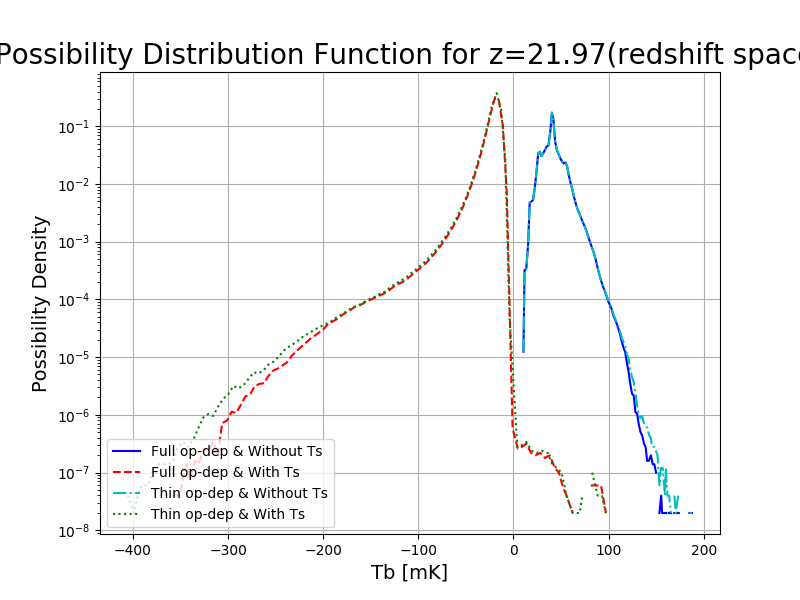 Possibility Distribution Function for z=21.97(redshift space
Possibility Density
10⁻¹
10⁻²
10⁻³
10⁻⁴
10⁻⁵
10⁻⁶
10⁻⁷
10⁻⁸
Full op-dep & Without Ts
Full op-dep & With Ts
Thin op-dep & Without Ts
Thin op-dep & With Ts
−400 −300 −200 −100 0 100 200
Tb [mK]